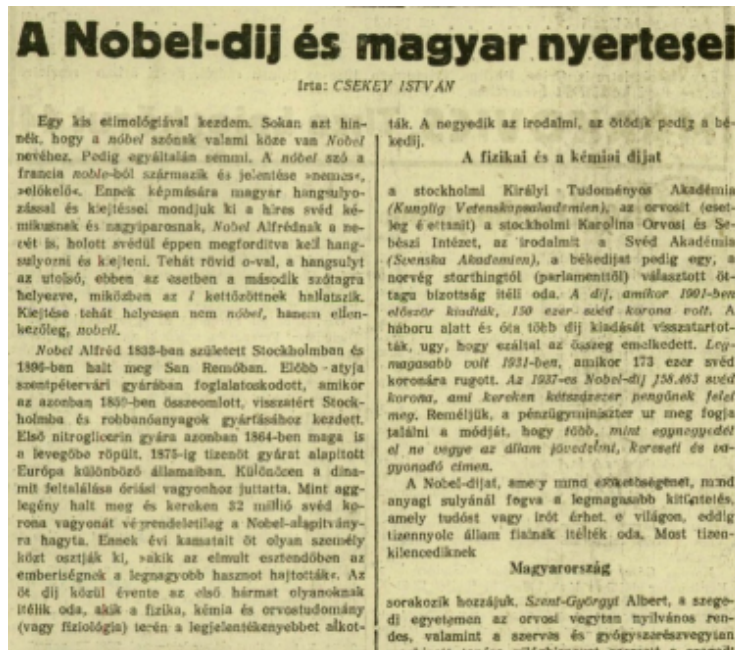 A Nobel-dij és magyar nyertesei
Irta: CSEKEY ISTVÁN
Egy kis etimológiával kezdem. Sokan azt hin-
nék, hogy a nóbel szónak valami köze van Nobel
nevéhez. Pedig egyáltalán semmi. A nóbel szó a
francia noble-ból származik és jelentése »nemes«,
»előkelő«. Ennek képmására magyar hangsulyo-
zással és kiejtéssel mondjuk ki a hires svéd ké-
mikusnek és nagyiparosnak, Nobel Alfrédnak a ne-
vét is, holott svédül éppen megforditva kell hang-
sulyozni és kiejteni. Tehát rövid o-val, a hangsulyt
az utolsó, ebben az esetben a második szótagra
helyezve, miközben az l kettőzöttnek hallatszik.
Kiejtése tehát helyesen nem nóbel, hanem ellen-
kezőleg, nobell.
Nobel Alfréd 1833-ban született Stockholmban és
1896-ban halt meg San Remóban. Előbb atyja
szentpétervári gyárában foglalatoskodott, amikor
az azonban 1859-ben összeomlott, visszatért Stock-
holmba és robbanóanyagok gyártásához kezdett.
Első nitroglicerin gyára azonban 1864-ben maga is
a levegőbe röpült. 1875-ig tizenöt gyárat alapitott
Európa különböző államaiban. Különöcen a dina-
mit feltalálása óriási vagyonhoz juttatta. Mint agg-
legény halt meg és kereken 32 millió svéd ko-
rona vagyonát végrendeletileg a Nobel-alapitvány-
ra hagyta. Ennek évi kamatait öt olyan személy
közt osztják ki, »akik az elmult esztendőben az
emberiségnek a legnagyobb hasznot hajtották«. Az
öt dij közül évente az első hármat olyanoknak
itélik oda, akik a fizika, kémia és orvostudomány
(vagy fiziológia) terén a legjelentékenyebbet alkot-
ták. A negyedik az irodalmi, az ötödik pedig a bé-
kedij.
A fizikai és a kémiai dijat
a stockholmi Királyi Tudományos Akadémia
(Kunglig Vetenskapsakademien), az orvosit (eset-
leg élettanit) a stockholmi Karolina Orvosi és Se-
bészi Intézet, az irodalmit a Svéd Akadémia
(Svenska Akademien), a békedijat pedig egy, a
norvég storthingtól (parlamenttől) választott öt-
tagu bizottság itéli oda. A dij, amikor 1901-ben
először kiadták, 150 ezer svéd korona volt. A
háboru alatt és óta több dij kiadását visszatartot-
ták, ugy, hogy ezáltal az összeg emelkedett. Leg-
magasabb volt 1931-ben, amikor 173 ezer svéd
koronára rugott. Az 1937-es Nobel-dij 158.463 svéd
korona, ami kereken kétszázezer pengőnek felel
meg. Reméljük, a pénzügyminiszter ur meg fogja
találni a módját, hogy több, mint egynegyedét
el ne vegye az állam jövedelmi, kereseti és va-
gyonadó cimen.
A Nobel-dijat, amely mind erkölcsiségénél, mind
anyagi sulyánál fogva a legmagasabb kitüntetés,
amely tudóst vagy irót érhet e világon, eddig
tizennyolc állam fiainak itélték oda. Most tizen-
kilencediknek
Magyarország
sorakozik hozzájuk. Szent-Györgyi Albert, a szege-
di egyetemen az orvosi vegytan nyilvános ren-
des, valamint a szerves és gyógyszerészvegytan